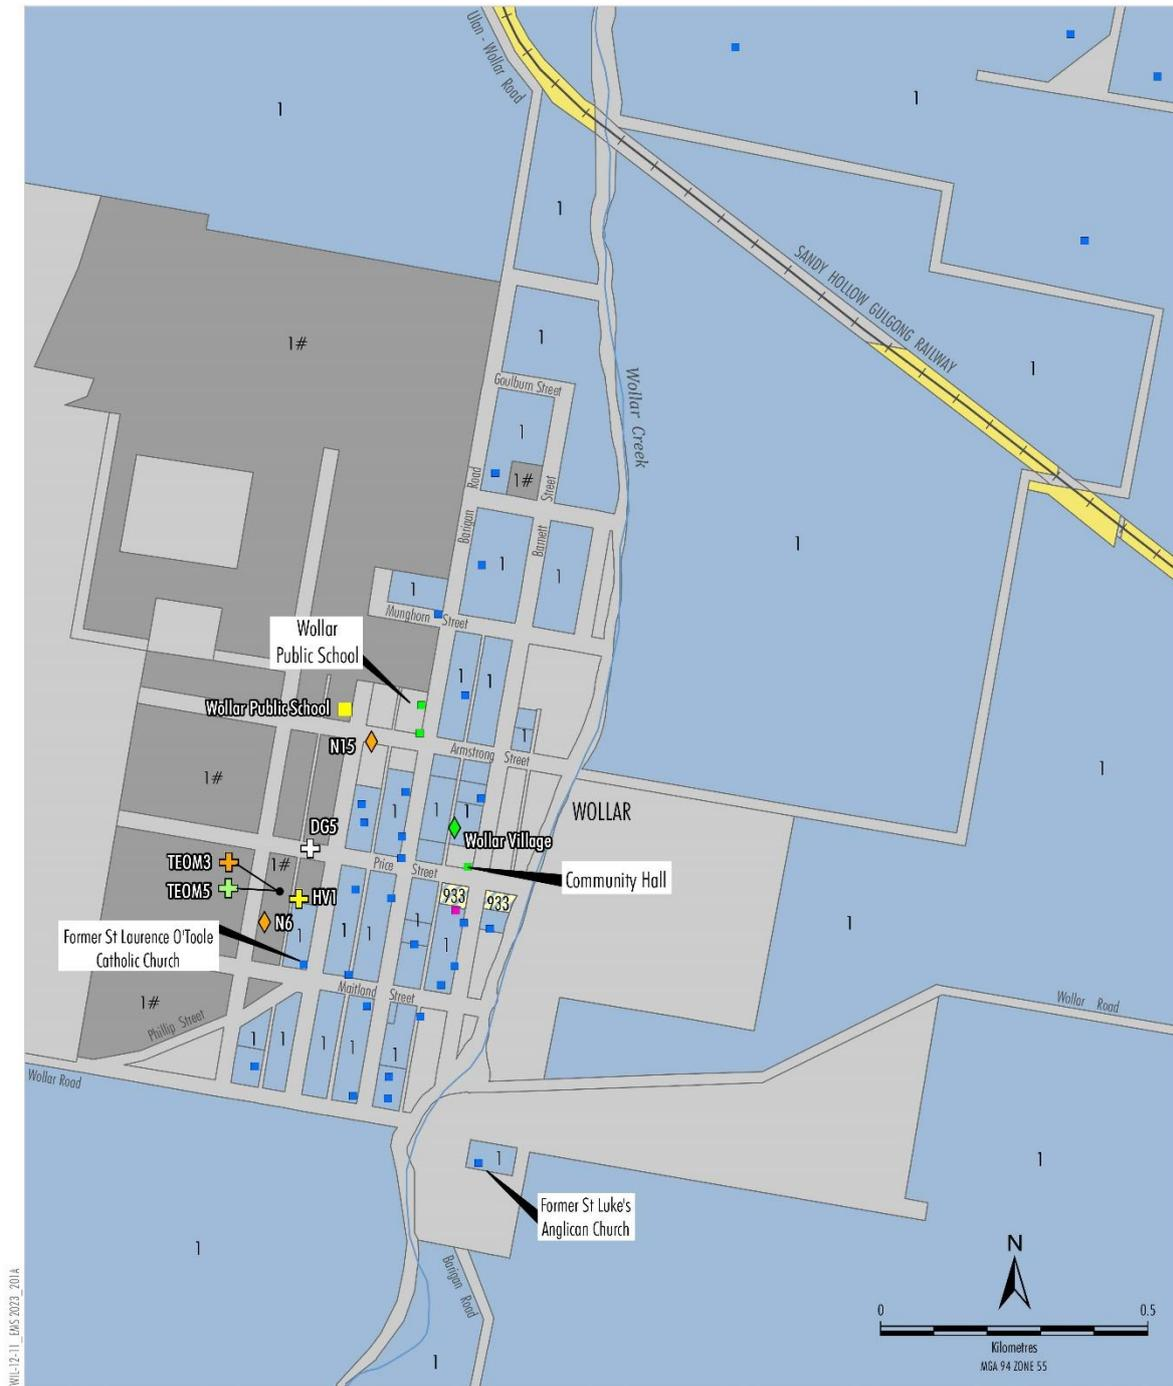 Ulan - Wollar Road
1
1
1
SANDY HOLLOW GULGONG RAILWAY
1#
1
1
Goulburn Street
Wollar Creek
1
1#
Barigan Road
Barnett Street
1
1
1
1
Munghorn Street
Wollar
Public School
1
1
Wollar Public School
N15
Armstrong Street
1
1#
1
WOLLAR
1
1
1
DG5
Wollar Village
TEOM3
1#
Price Street
Community Hall
TEOM5
HV1
933
933
N6
1
Former St Laurence O'Toole
Catholic Church
1
1
1
1
1
1#
Maitland Street
Wollar Road
Phillip Street
1
1
1
1
1
Wollar Road
1
1
Former St Luke's
Anglican Church
1
N
Barigan Road
0
0.5
Kilometres
MGA 94 ZONE 55
1
WIL-12-11_EMS 2023_201A